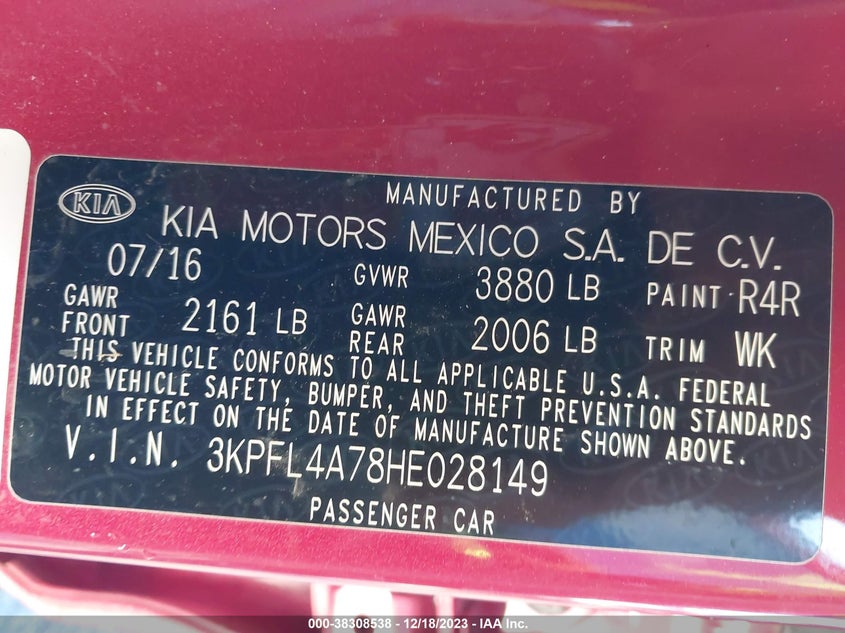 MANUFACTURED BY
KIA
KIA MOTORS MEXICO S.A. DE C.V.
07/16 GVWR 3880 LB PAINT R4R
GAWR FRONT 2161 LB GAWR REAR 2006 LB TRIM WK
THIS VEHICLE CONFORMS TO ALL APPLICABLE U.S.A. FEDERAL
MOTOR VEHICLE SAFETY, BUMPER, AND THEFT PREVENTION STANDARDS
IN EFFECT ON THE DATE OF MANUFACTURE SHOWN ABOVE.
V.I.N. 3KPFL4A78HE028149
PASSENGER CAR
000-38308538 - 12/18/2023 - IAA Inc.